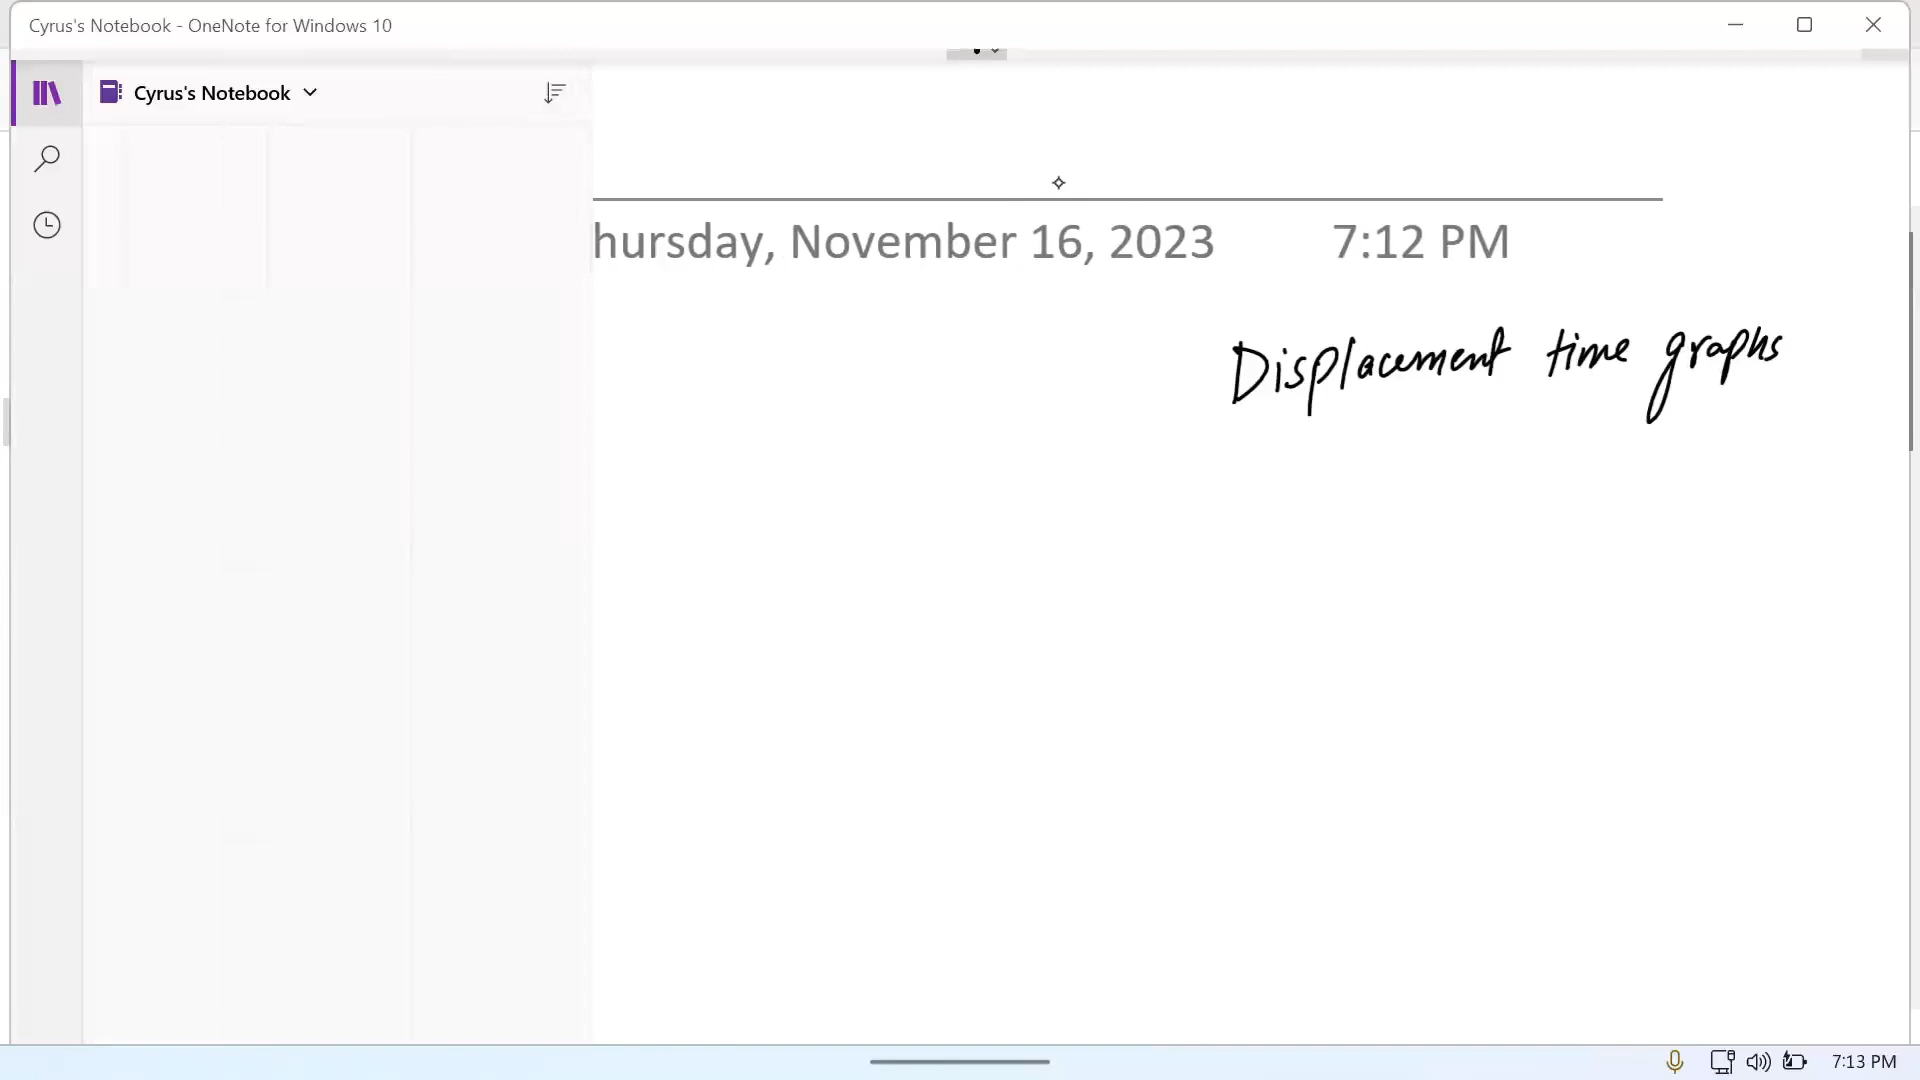 Cyrus's Notebook - OneNote for Windows 10
Cyrus's Notebook
hursday, November 16, 2023 7:12 PM
Displacement time graphs
7:13 PM